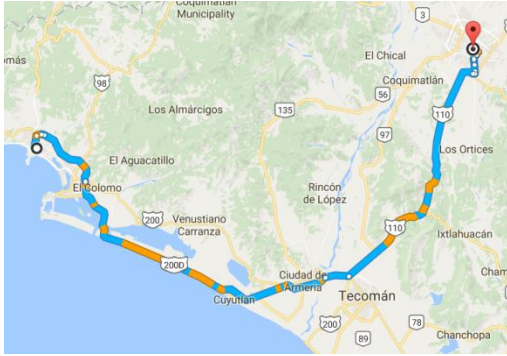 Coquimatlán
Municipality
3
omás
El Chical
Coquimatlán
98
56
Los Almárcigos
135
110
97
Los Ortices
El Aguacatillo
El Colomo
Rincón
de López
200
Venustiano
Carranza
110
Ixtlahuacán
200D
Ciudad de
Armería
Cham
Cuyutlán
Tecomán
200
78
89
Chanchopa